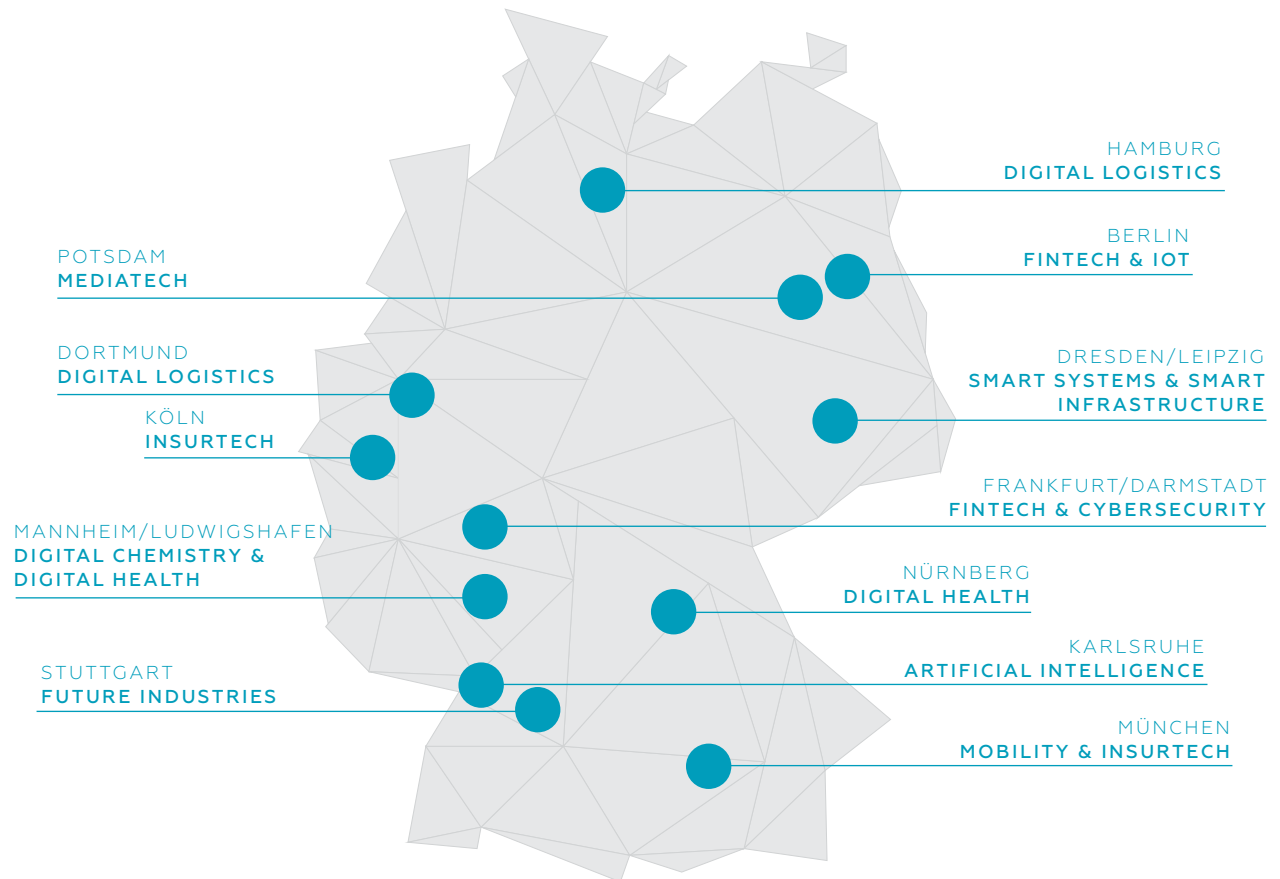 HAMBURG
DIGITAL LOGISTICS
BERLIN
FINTECH & IOT
POTSDAM
MEDIATECH
DORTMUND
DIGITAL LOGISTICS
DRESDEN/LEIPZIG
SMART SYSTEMS & SMART
INFRASTRUCTURE
KÖLN
INSURTECH
FRANKFURT/DARMSTADT
FINTECH & CYBERSECURITY
MANNHEIM/LUDWIGSHAFEN
DIGITAL CHEMISTRY &
DIGITAL HEALTH
NÜRNBERG
DIGITAL HEALTH
KARLSRUHE
ARTIFICIAL INTELLIGENCE
STUTTGART
FUTURE INDUSTRIES
MÜNCHEN
MOBILITY & INSURTECH